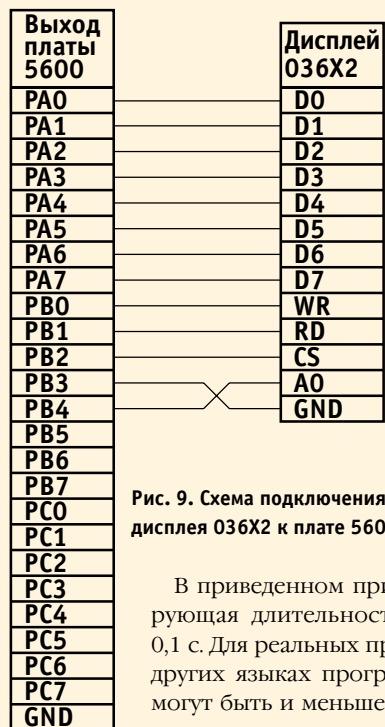 Выход
платы
5600
PA0
PA1
PA2
PA3
PA4
PA5
PA6
PA7
PB0
PB1
PB2
PB3
PB4
PB5
PB6
PB7
PC0
PC1
PC2
PC3
PC4
PC5
PC6
PC7
GND
Дисплей
036X2
D0
D1
D2
D3
D4
D5
D6
D7
WR
RD
CS
A0
GND
Рис. 9. Схема подключения
дисплея 036X2 к плате 560
В приведенном при
рующая длительност
0,1 с. Для реальных пр
других языках прогр
могут быть и меньше